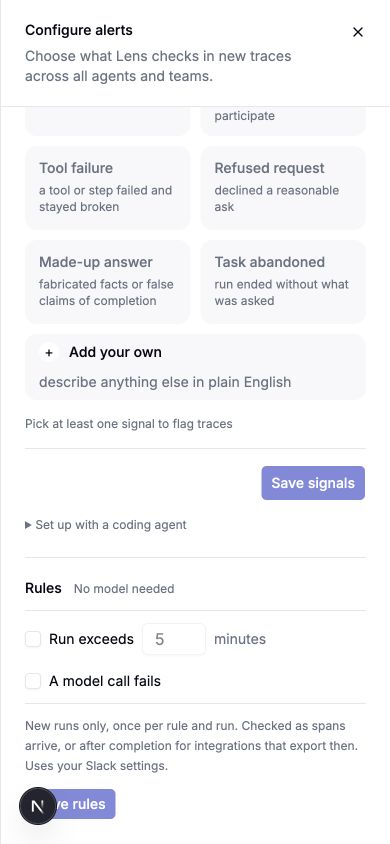 Configure alerts
Choose what Lens checks in new traces
across all agents and teams.
participate
Tool failure
a tool or step failed and
stayed broken
Refused request
declined a reasonable
ask
Made-up answer
fabricated facts or false
claims of completion
Task abandoned
run ended without what
was asked
+ Add your own
describe anything else in plain English
Pick at least one signal to flag traces
Save signals
Set up with a coding agent
Rules No model needed
Run exceeds 5 minutes
A model call fails
New runs only, once per rule and run. Checked as spans
arrive, or after completion for integrations that export then.
Uses your Slack settings.
N
rules